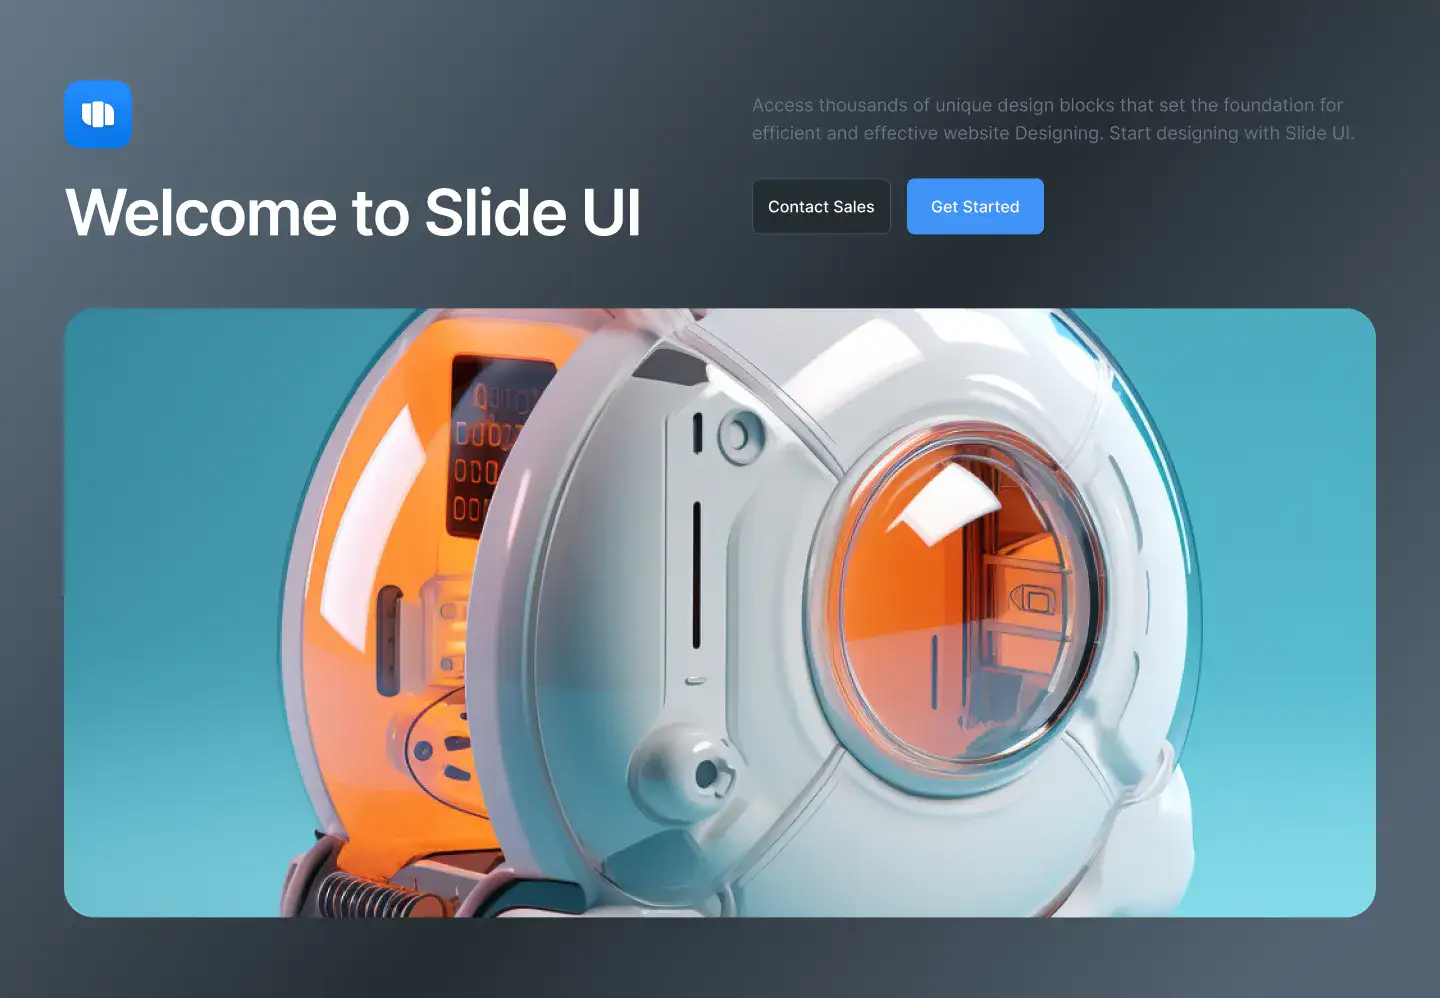 Welcome to Slide UI
Access thousands of unique design blocks that set the foundation for
efficient and effective website Designing. Start designing with Slide UI.
Contact Sales
Get Started